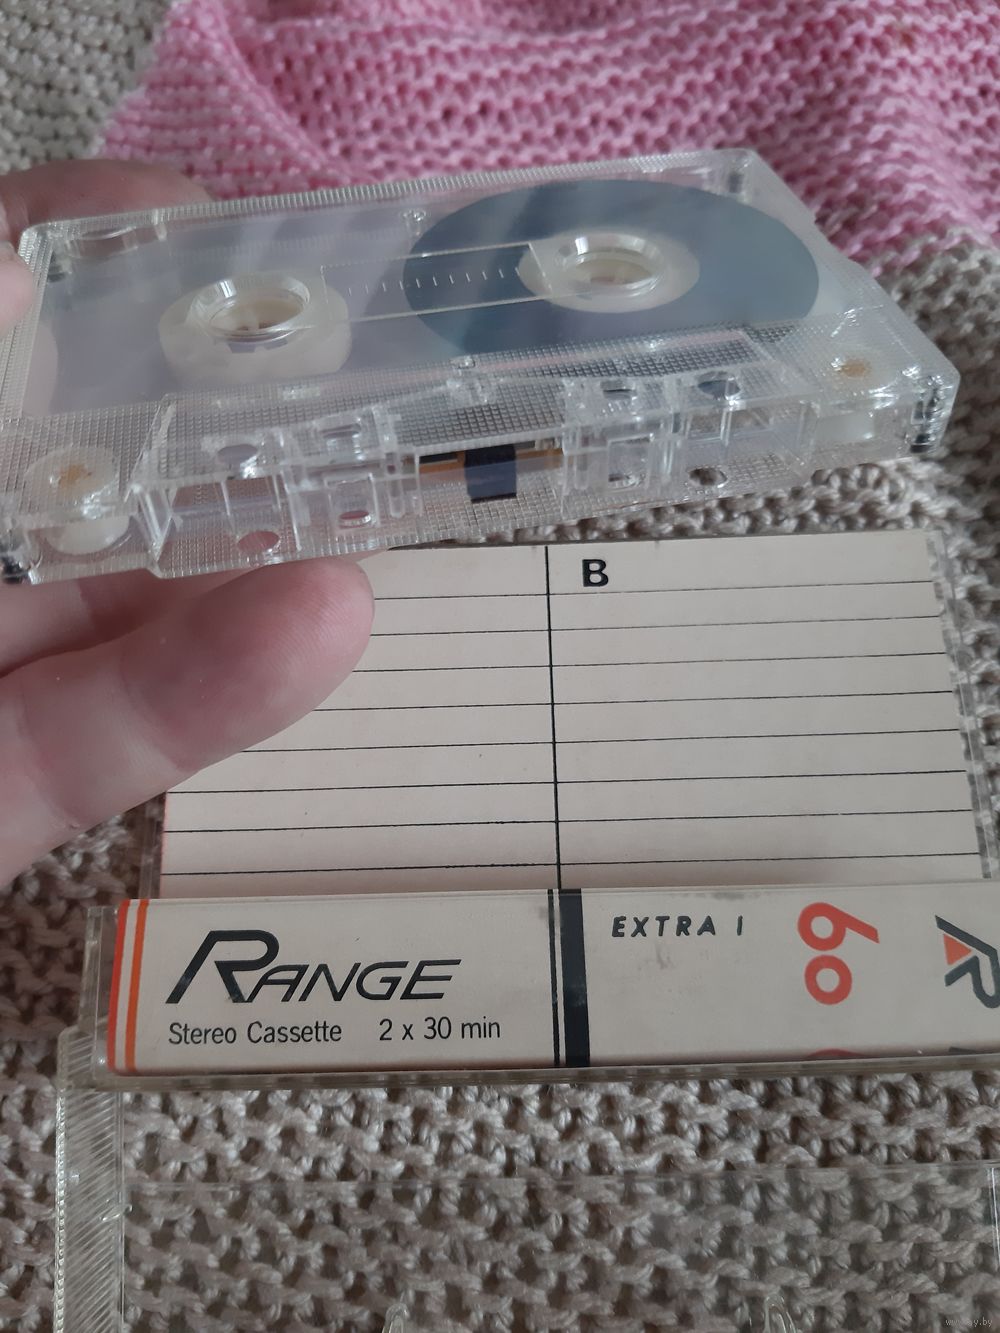 B
RANGE
Stereo Cassette 2 x 30 min
EXTRA I
60
R